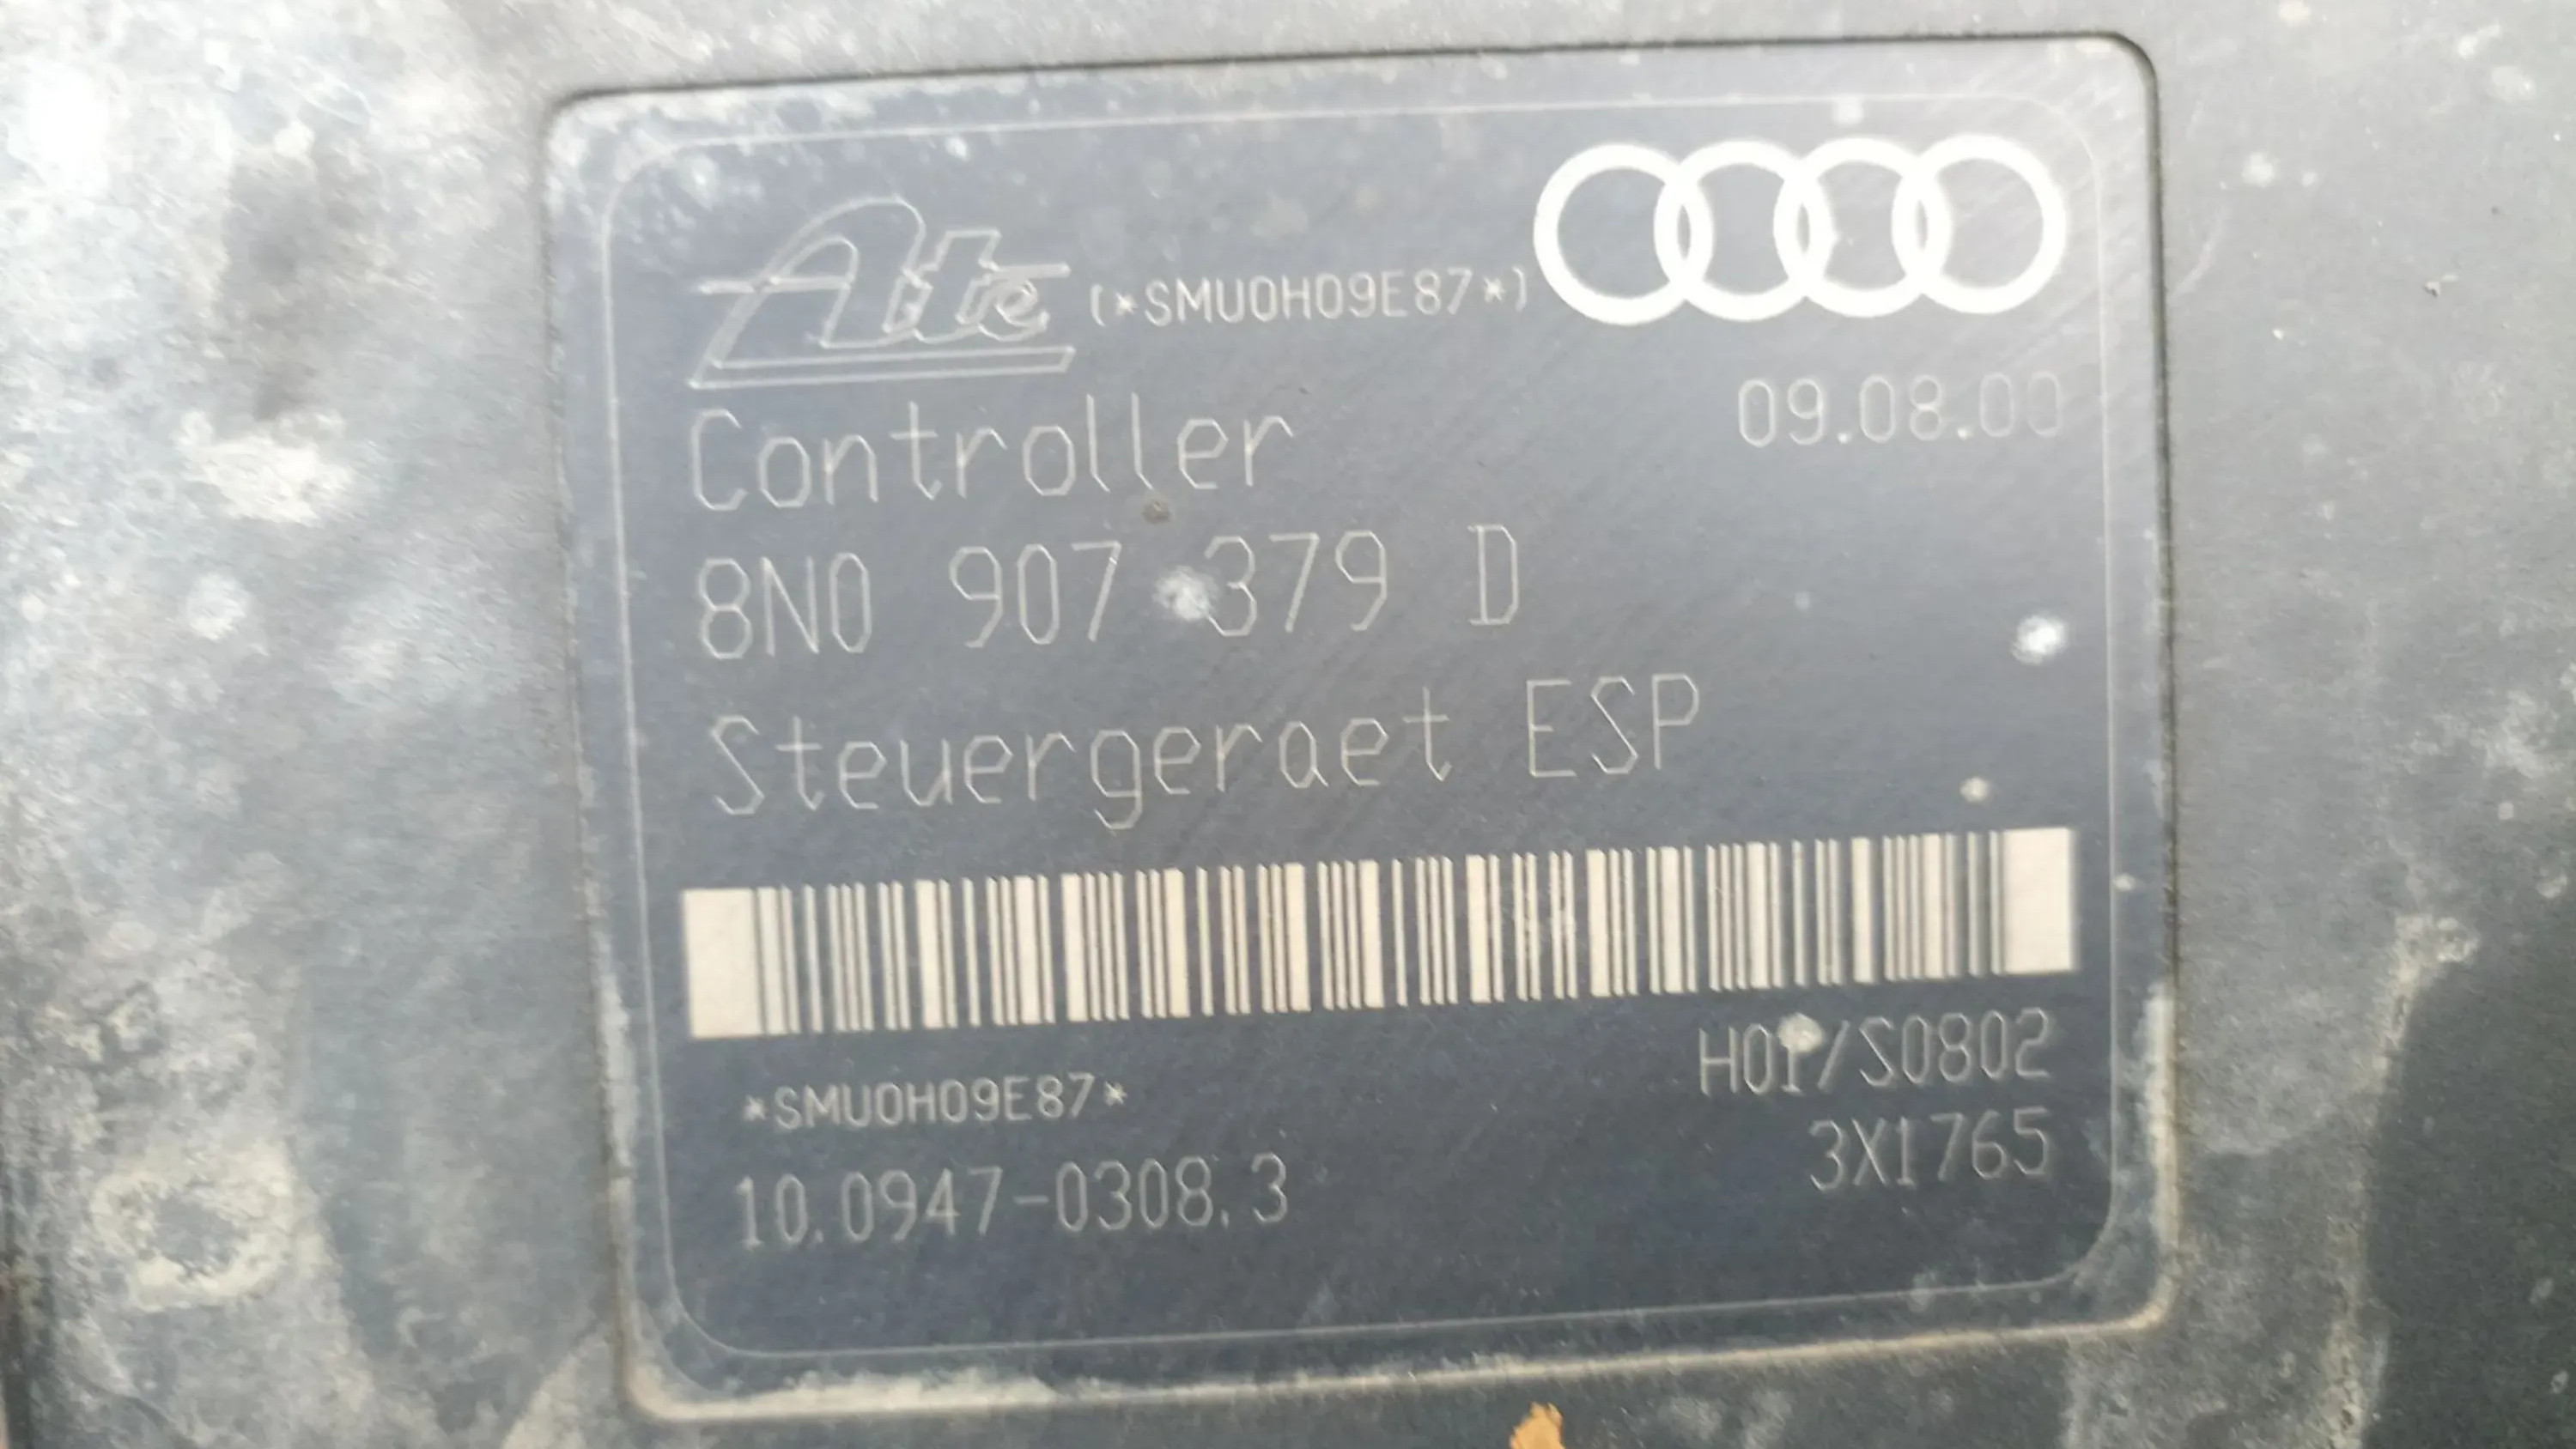 Ate (*SMU0H09E87*)
09.08.00
Controller
8N0 907 379 D
Steuergeraet ESP
H01/S0802
*SMU0H09E87*
3X1765
10.0947-0308.3